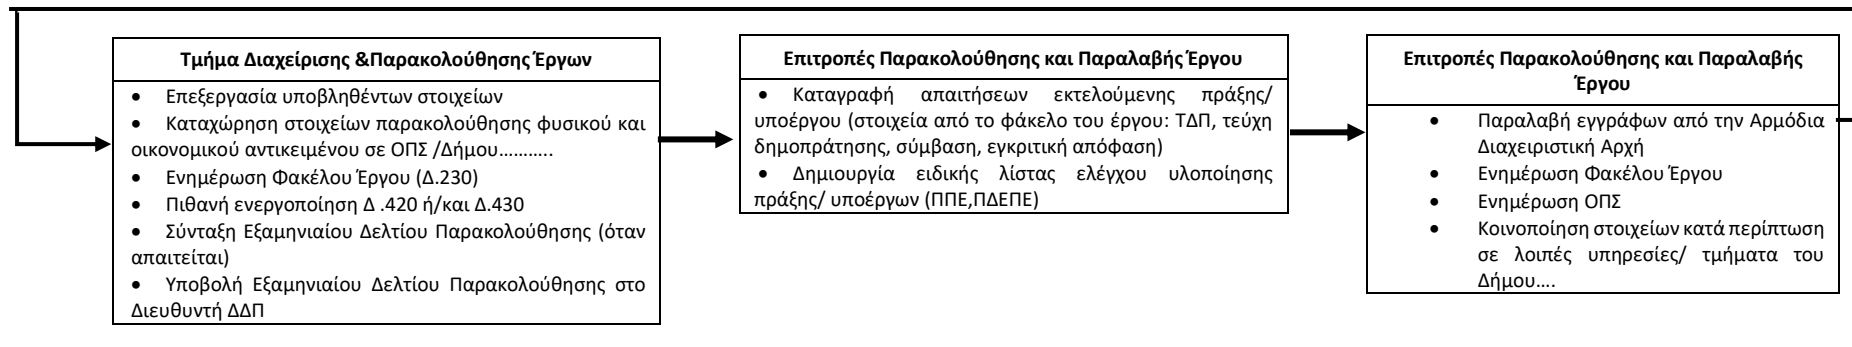 Τμήμα Διαχείρισης &Παρακολούθησης Έργων
• Επεξεργασία υποβληθέντων στοιχείων
• Καταχώρηση στοιχείων παρακολούθησης φυσικού και
οικονομικού αντικειμένου σε ΟΠΣ /Δήμου………..
• Ενημέρωση Φακέλου Έργου (Δ.230)
• Πιθανή ενεργοποίηση Δ .420 ή/και Δ.430
• Σύνταξη Εξαμηνιαίου Δελτίου Παρακολούθησης (όταν
απαιτείται)
• Υποβολή Εξαμηνιαίου Δελτίου Παρακολούθησης στο
Διευθυντή ΔΔΠ
Επιτροπές Παρακολούθησης και Παραλαβής Έργου
• Καταγραφή απαιτήσεων εκτελούμενης πράξης/
υποέργου (στοιχεία από το φάκελο του έργου: ΤΔΠ, τεύχη
δημοπράτησης, σύμβαση, εγκριτική απόφαση)
• Δημιουργία ειδικής λίστας ελέγχου υλοποίησης
πράξης/ υποέργων (ΠΠΕ,ΠΔΕΠΕ)
Επιτροπές Παρακολούθησης και Παραλαβής
Έργου
• Παραλαβή εγγράφων από την Αρμόδια
Διαχειριστική Αρχή
• Ενημέρωση Φακέλου Έργου
• Ενημέρωση ΟΠΣ
• Κοινοποίηση στοιχείων κατά περίπτωση
σε λοιπές υπηρεσίες/ τμήματα του
Δήμου….